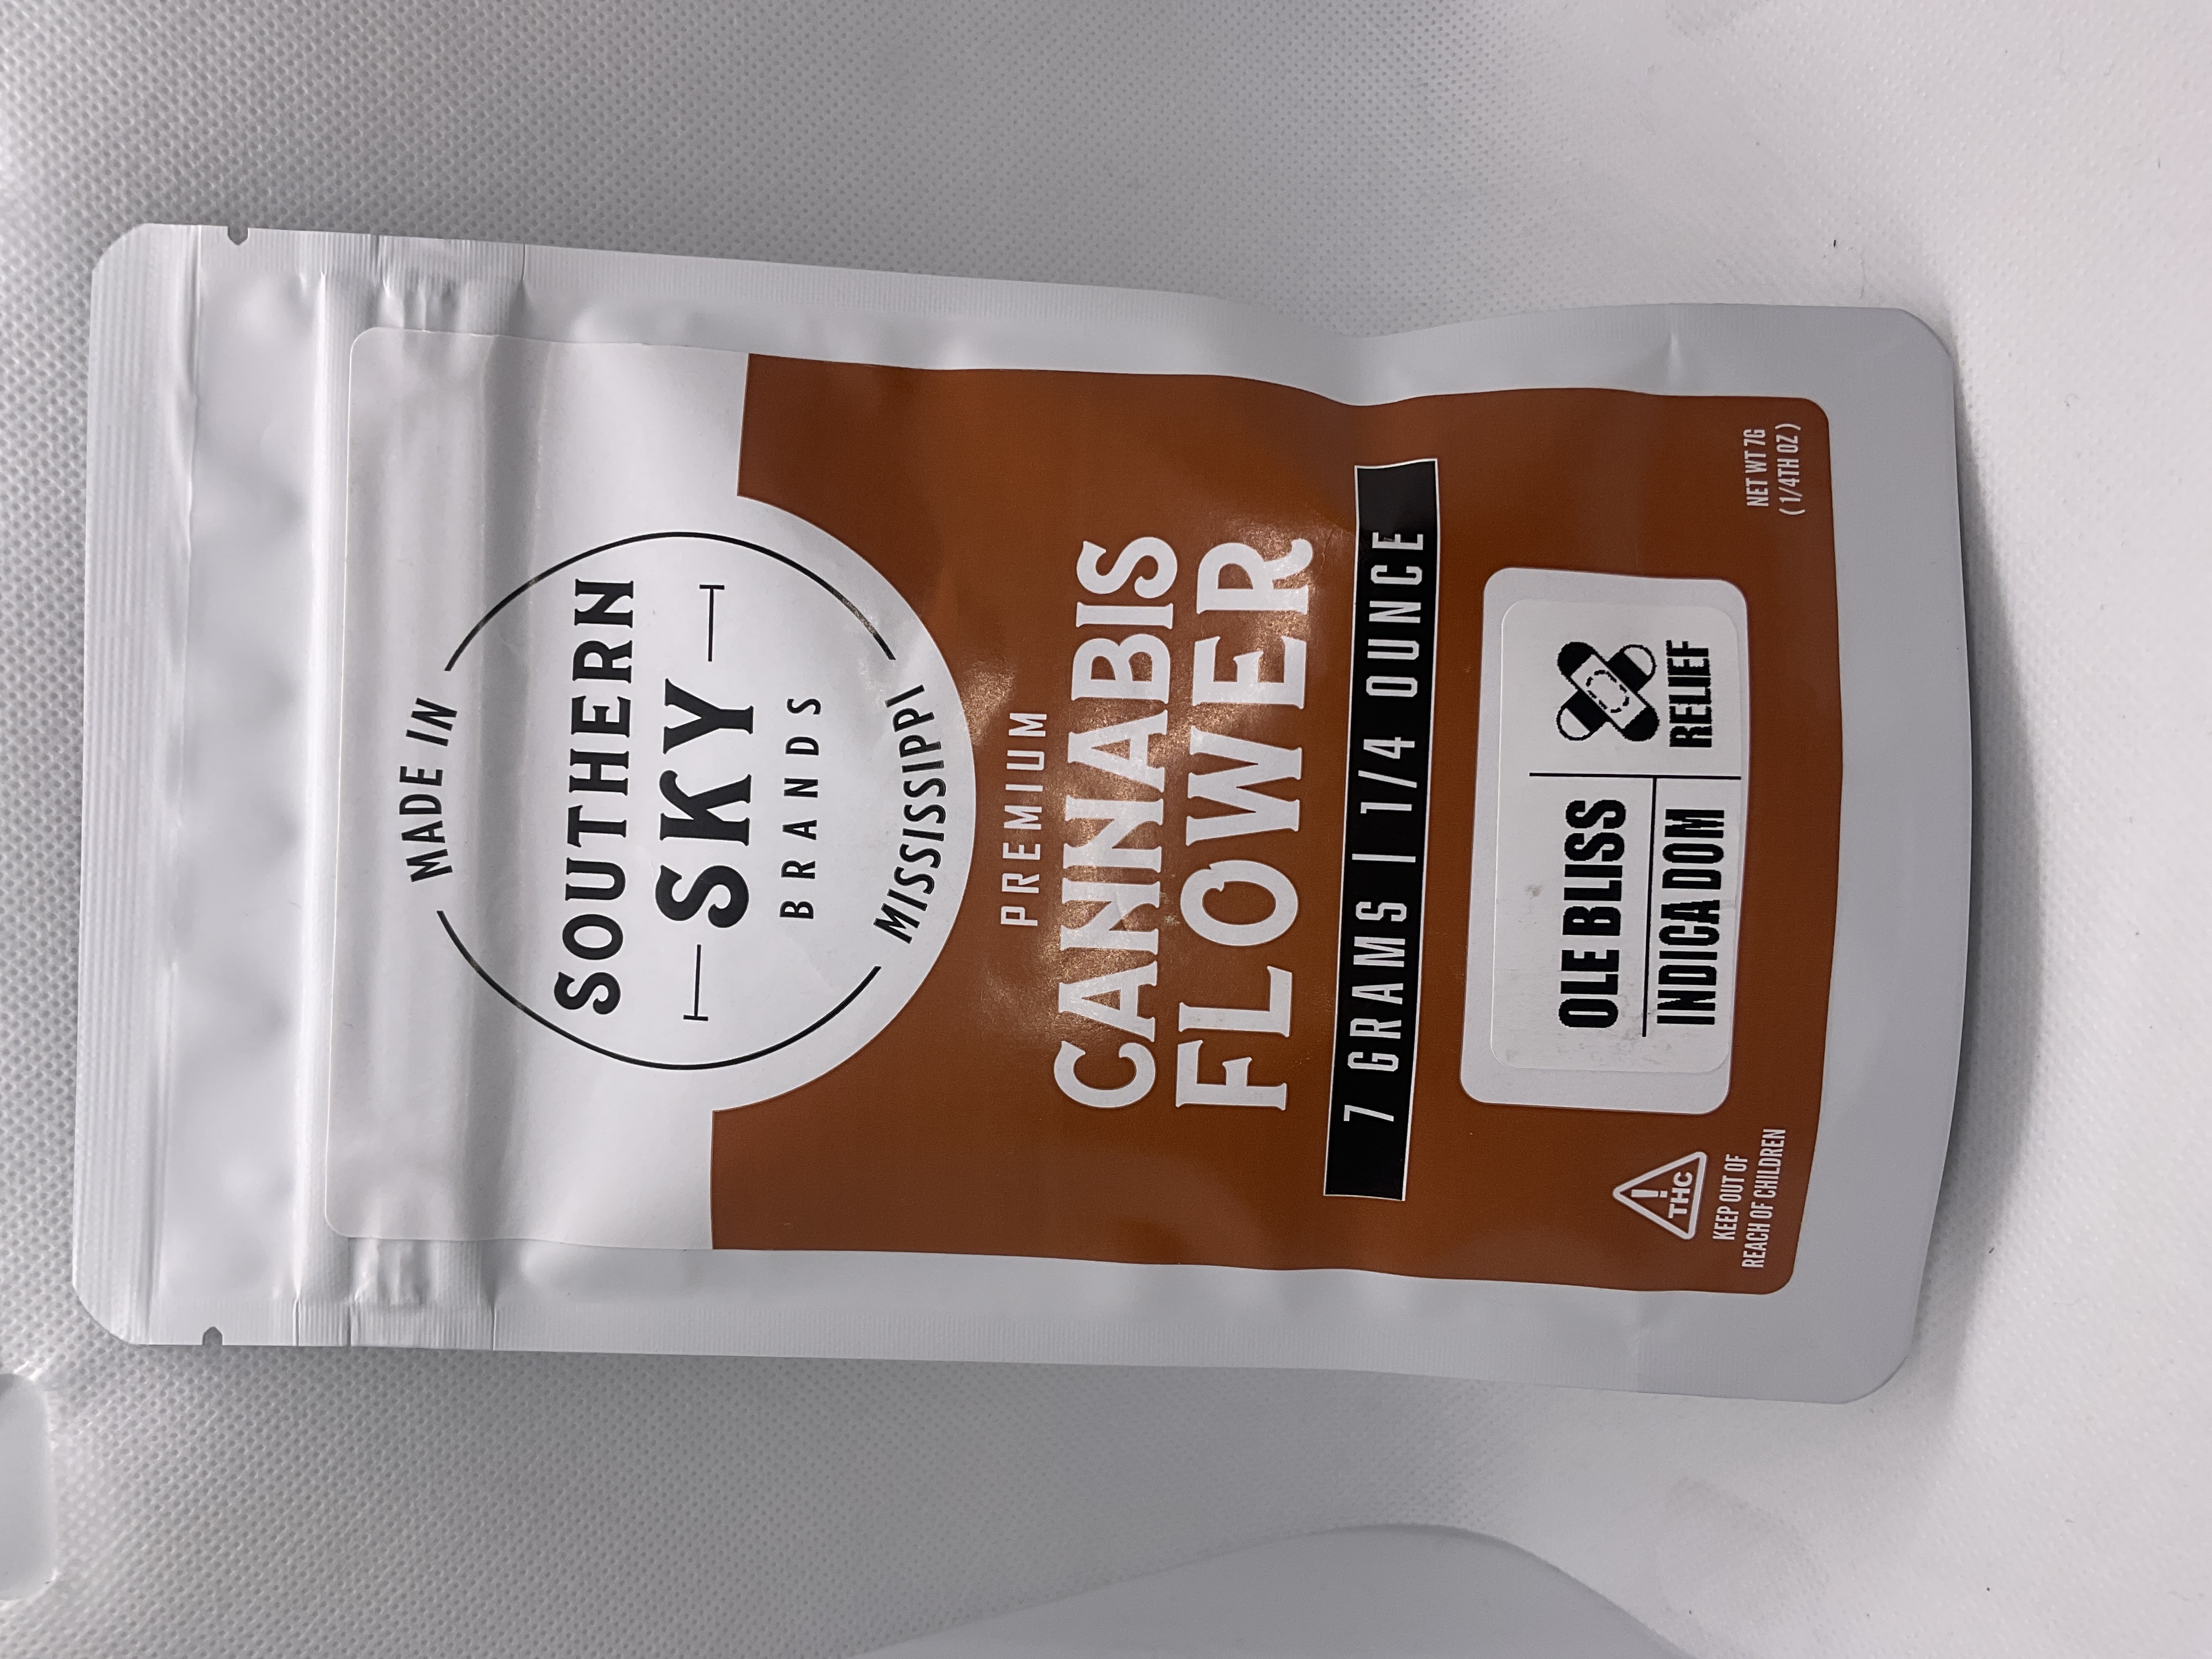 MADE IN
SOUTHERN
SKY
BRANDS
MISSISSIPPI
PREMIUM
CANNABIS
FLOWER
7 GRAMS | 1/4 OUNCE
OLE BLISS
INDICA DOM
RELIEF
THC
KEEP OUT OF
REACH OF CHILDREN
NET WT 7G
( 1/4TH OZ )